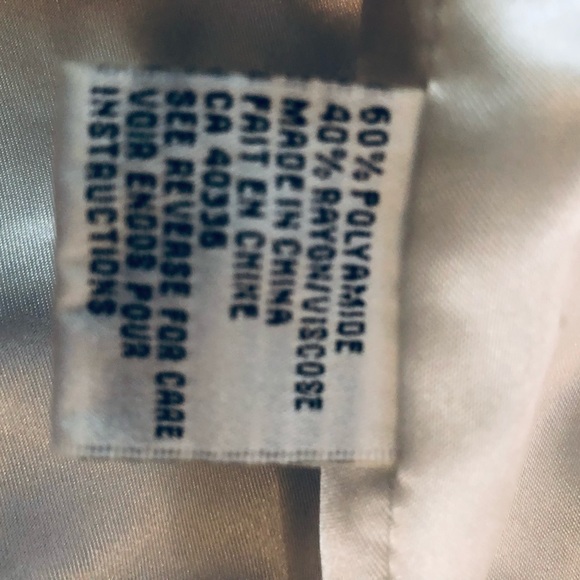 60% POLYAMIDE
40% RAYON/VISCOSE
MADE IN CHINA
FAIT EN CHINE
CA 40336
SEE REVERSE FOR CARE
VOIR ENDOS POUR
INSTRUCTIONS